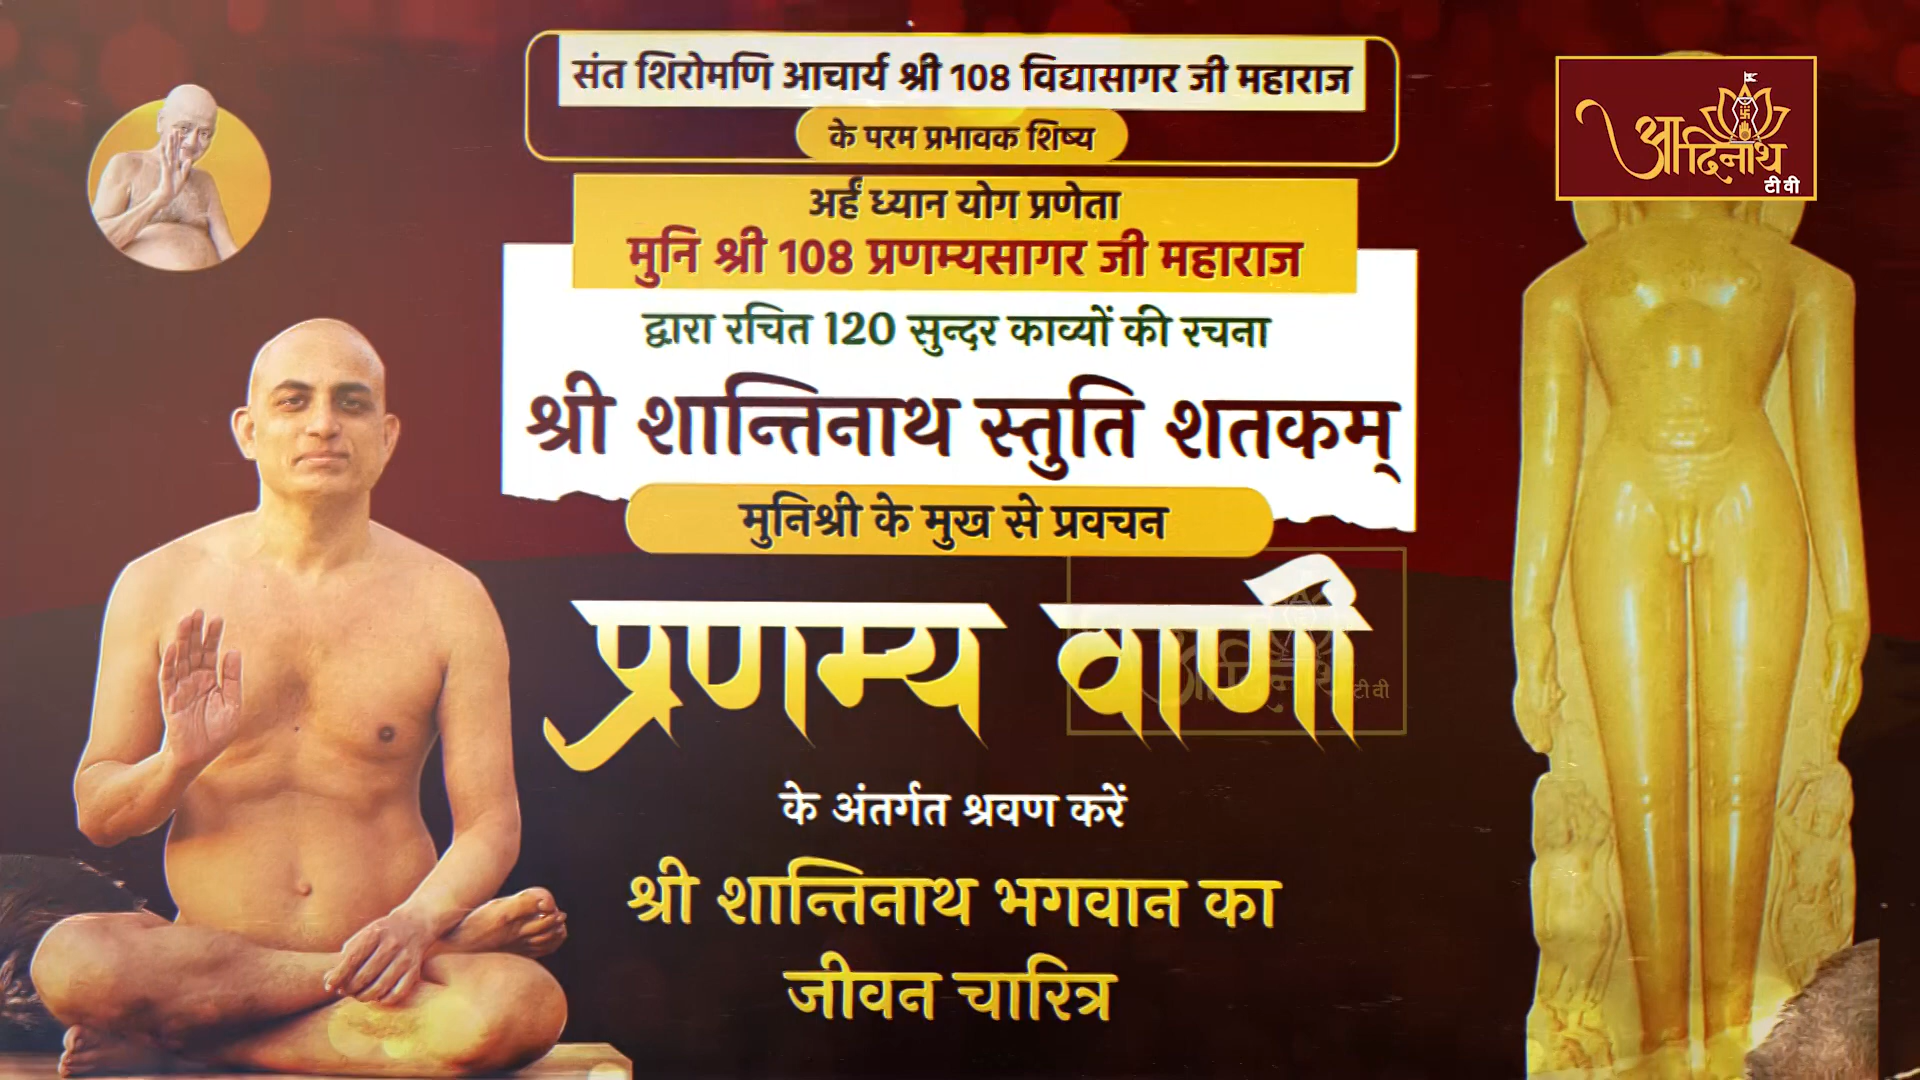 संत शिरोमणि आचार्य श्री 108 विद्यासागर जी महाराज
के परम प्रभावक शिष्य
अर्हं ध्यान योग प्रणेता
मुनि श्री 108 प्रणम्यसागर जी महाराज
द्वारा रचित 120 सुन्दर काव्यों की रचना
श्री शान्तिनाथ स्तुति शतकम्
मुनिश्री के मुख से प्रवचन
प्रणम्य वाणी
के अंतर्गत श्रवण करें
श्री शान्तिनाथ भगवान का
जीवन चारित्र
आदिनाथ
टी वी
आदिनाथ
टी वी